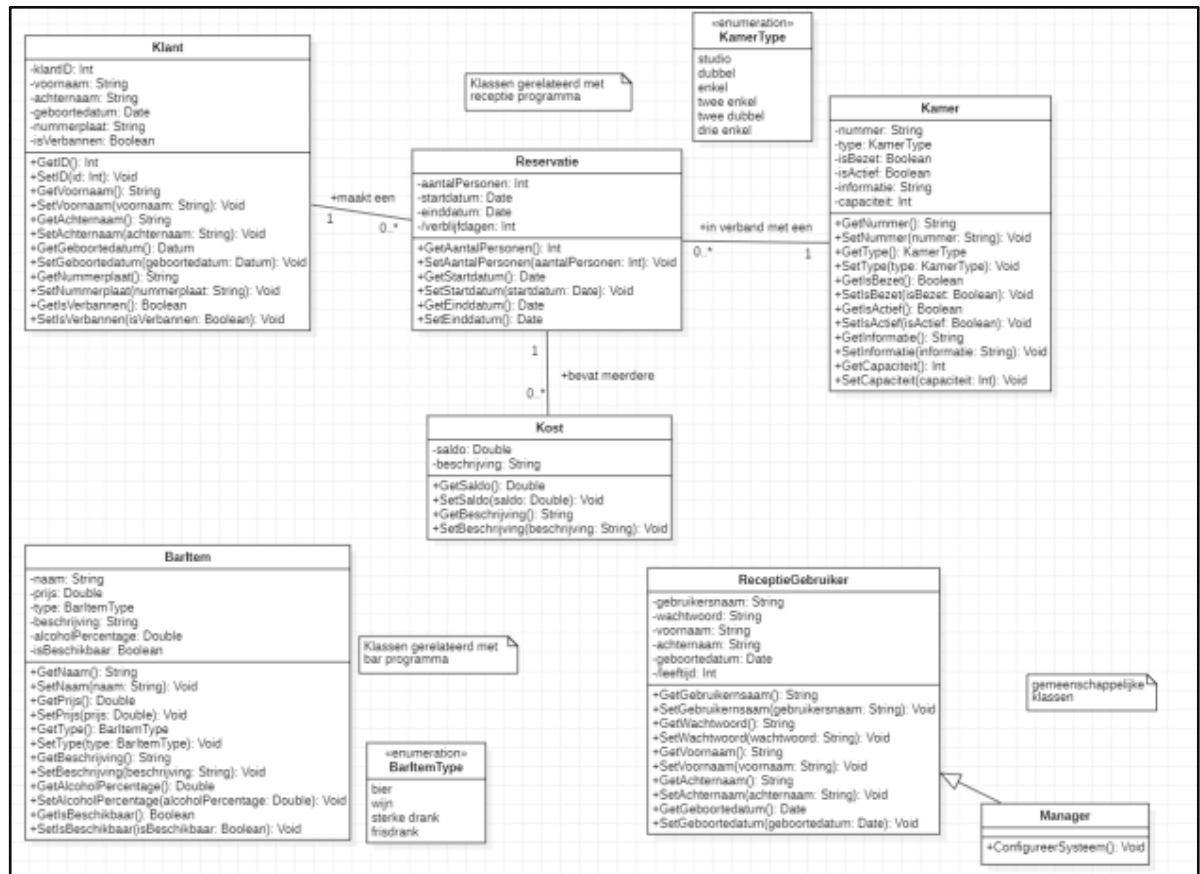 Klant
-klantID: Int
-voornaam: String
-achternaam: String
-geboortedatum: Date
-nummerplaat: String
-isVerbannen: Boolean
+GetID(): Int
+SetID(id: Int): Void
+GetVoornaam(): String
+SetVoornaam(voornaam: String): Void
+GetAchternaam(): String
+SetAchternaam(achternaam: String): Void
+GetGeboortedatum(): Datum
+SetGeboortedatum(geboortedatum: Datum): Void
+GetNummerplaat(): String
+SetNummerplaat(nummerplaat: String): Void
+GetIsVerbannen(): Boolean
+SetIsVerbannen(isVerbannen: Boolean): Void
Klassen gerelateerd met
receptie programma
«enumeration»
KamerType
studio
dubbel
enkel
twee enkel
twee dubbel
drie enkel
+maakt een
1
0..*
Reservatie
-aantalPersonen: Int
-startdatum: Date
-einddatum: Date
-/verblijfdagen: Int
+GetAantalPersonen(): Int
+SetAantalPersonen(aantalPersonen: Int): Void
+GetStartdatum(): Date
+SetStartdatum(startdatum: Date): Void
+GetEinddatum(): Date
+SetEinddatum(): Date
+in verband met een
0..*
1
Kamer
-nummer: String
-type: KamerType
-isBezet: Boolean
-isActief: Boolean
-informatie: String
-capaciteit: Int
+GetNummer(): String
+SetNummer(nummer: String): Void
+GetType(): KamerType
+SetType(type: KamerType): Void
+GetIsBezet(): Boolean
+SetIsBezet(isBezet: Boolean): Void
+GetIsActief(): Boolean
+SetIsActief(isActief: Boolean): Void
+GetInformatie(): String
+SetInformatie(informatie: String): Void
+GetCapaciteit(): Int
+SetCapaciteit(capaciteit: Int): Void
1
+bevat meerdere
0..*
Kost
-saldo: Double
-beschrijving: String
+GetSaldo(): Double
+SetSaldo(saldo: Double): Void
+GetBeschrijving(): String
+SetBeschrijving(beschrijving: String): Void
BarItem
-naam: String
-prijs: Double
-type: BarItemType
-beschrijving: String
-alcoholPercentage: Double
-isBeschikbaar: Boolean
+GetNaam(): String
+SetNaam(naam: String): Void
+GetPrijs(): Double
+SetPrijs(prijs: Double): Void
+GetType(): BarItemType
+SetType(type: BarItemType): Void
+GetBeschrijving(): String
+SetBeschrijving(beschrijving: String): Void
+GetAlcoholPercentage(): Double
+SetAlcoholPercentage(alcoholPercentage: Double): Void
+GetIsBeschikbaar(): Boolean
+SetIsBeschikbaar(isBeschikbaar: Boolean): Void
Klassen gerelateerd met
bar programma
«enumeration»
BarItemType
bier
wijn
sterke drank
frisdrank
ReceptieGebruiker
-gebruikersnaam: String
-wachtwoord: String
-voornaam: String
-achternaam: String
-geboortedatum: Date
-/leeftijd: Int
+GetGebruikernsaam(): String
+SetGebruikernsaam(gebruikersnaam: String): Void
+GetWachtwoord(): String
+SetWachtwoord(wachtwoord: String): Void
+GetVoornaam(): String
+SetVoornaam(voornaam: String): Void
+GetAchternaam(): String
+SetAchternaam(achternaam: String): Void
+GetGeboortedatum(): Date
+SetGeboortedatum(geboortedatum: Date): Void
gemeenschappelijke
klassen
Manager
+ConfigureerSysteem(): Void